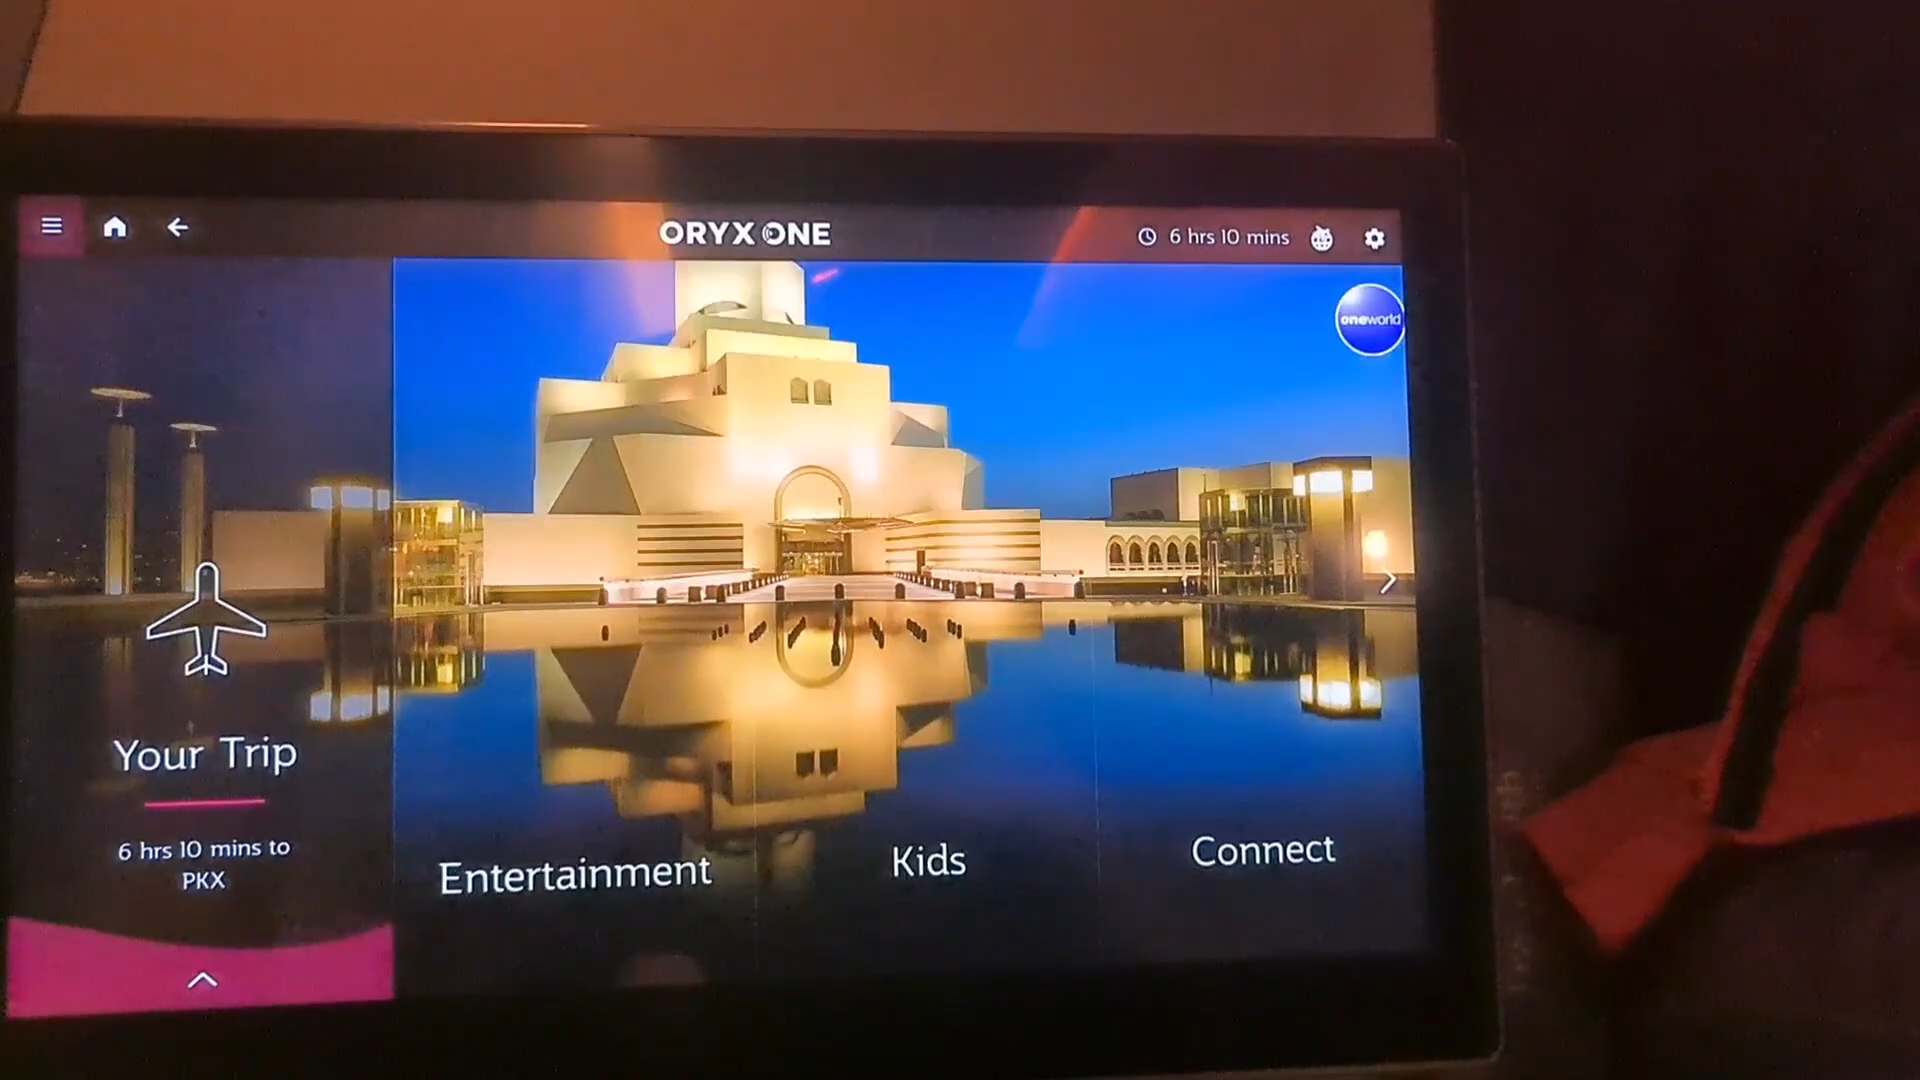 ORYX ONE
6 hrs 10 mins
oneworld
Your Trip
6 hrs 10 mins to
PKX
Entertainment
Kids
Connect